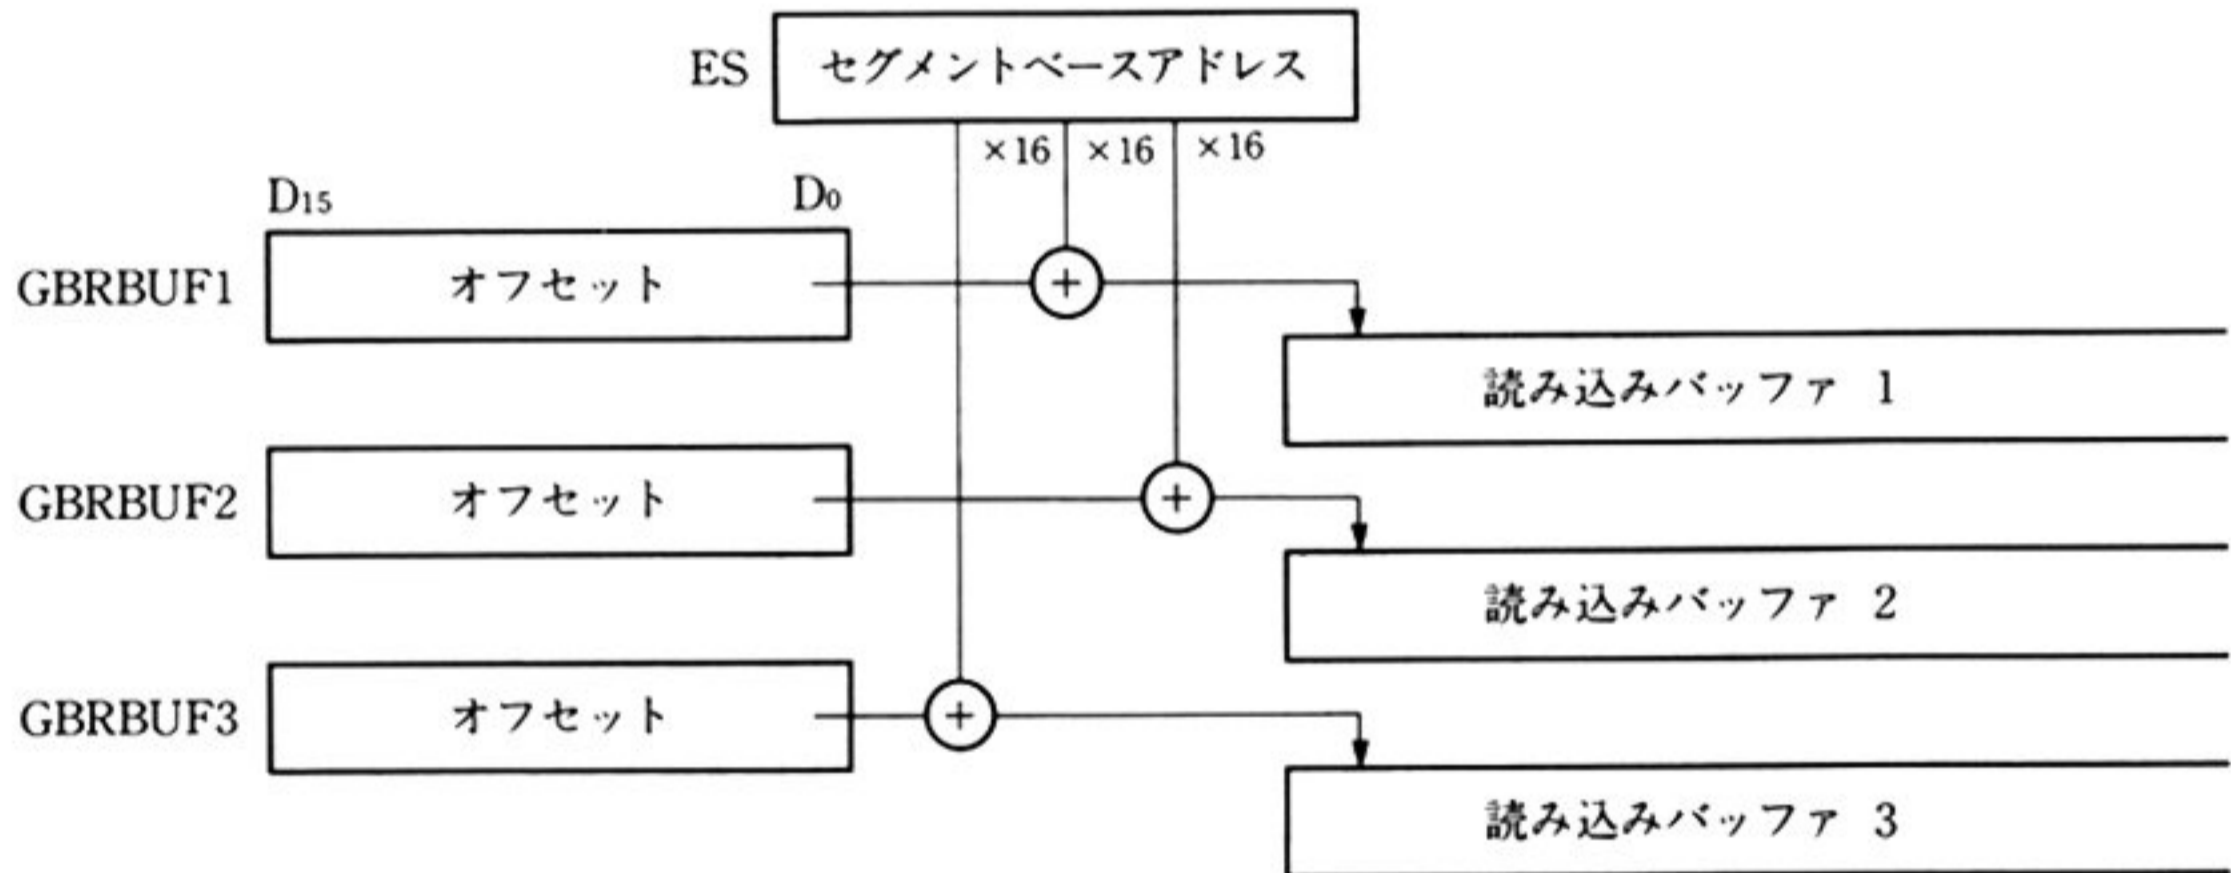 ES セグメントベースアドレス
×16 ×16 ×16
D15 D0
GBRBUF1 オフセット
読み込みバッファ 1
GBRBUF2 オフセット
読み込みバッファ 2
GBRBUF3 オフセット
読み込みバッファ 3
+
+
+